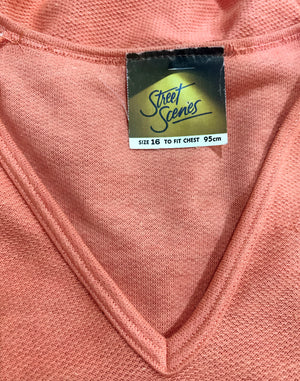 Street
Scenes
SIZE 16 TO FIT CHEST 95cm